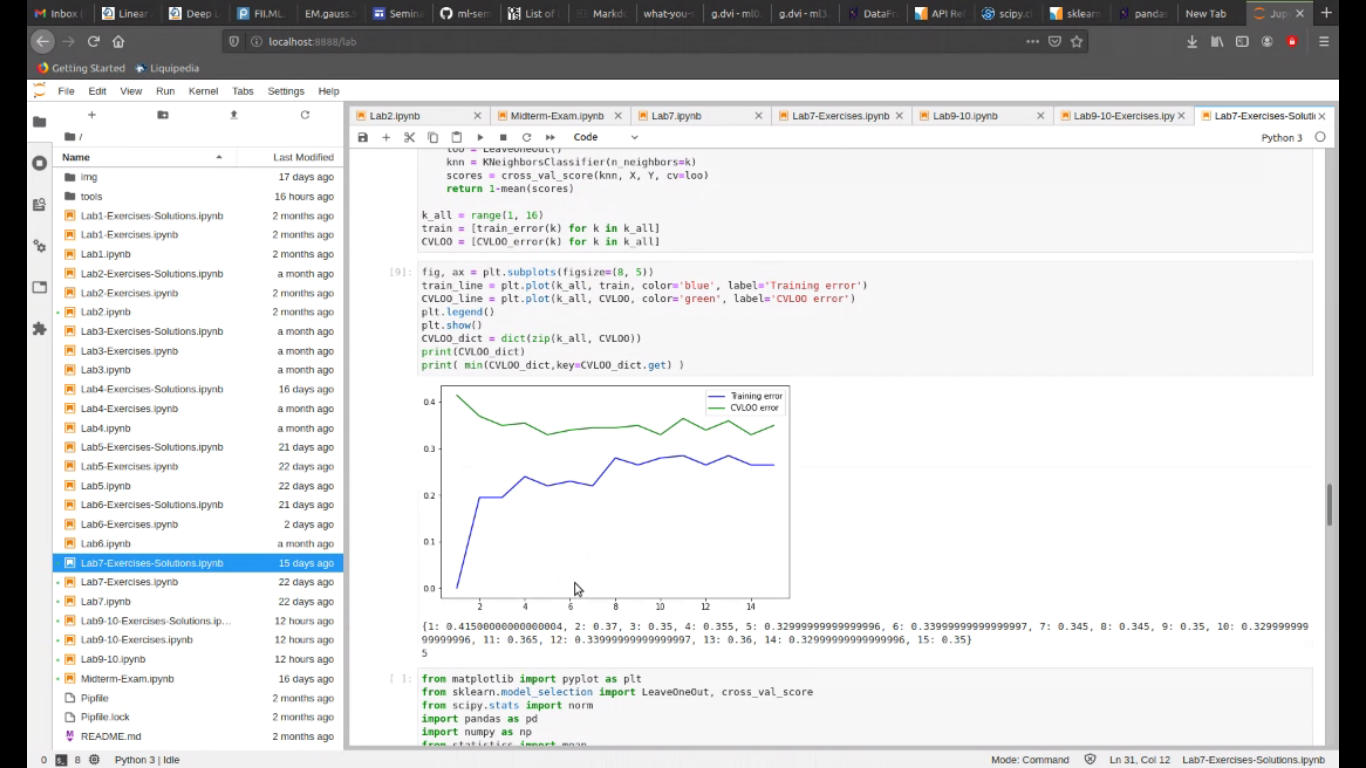 Inbox (
Linear
Deep L
FII.ML.
EM.gauss.
Semina
ml-sem
List of
Markdo
what-you-s
g.dvi - ml0.
g.dvi - ml3.
DataFr
API Ref
scipy.cl
sklearn
pandas
New Tab
Jup
localhost:8888/lab
Getting Started
Liquipedia
File Edit View Run Kernel Tabs Settings Help
Lab2.ipynb
Midterm-Exam.ipynb
Lab7.ipynb
Lab7-Exercises.ipynb
Lab9-10.ipynb
Lab9-10-Exercises.ipy
Lab7-Exercises-Soluti
Code
Python 3
/
Name Last Modified
img 17 days ago
tools 16 hours ago
Lab1-Exercises-Solutions.ipynb 2 months ago
Lab1-Exercises.ipynb 2 months ago
Lab1.ipynb 2 months ago
Lab2-Exercises-Solutions.ipynb a month ago
Lab2-Exercises.ipynb 2 months ago
Lab2.ipynb 2 months ago
Lab3-Exercises-Solutions.ipynb a month ago
Lab3-Exercises.ipynb a month ago
Lab3.ipynb a month ago
Lab4-Exercises-Solutions.ipynb 16 days ago
Lab4-Exercises.ipynb a month ago
Lab4.ipynb a month ago
Lab5-Exercises-Solutions.ipynb 21 days ago
Lab5-Exercises.ipynb 22 days ago
Lab5.ipynb 22 days ago
Lab6-Exercises-Solutions.ipynb 21 days ago
Lab6-Exercises.ipynb 2 days ago
Lab6.ipynb a month ago
Lab7-Exercises-Solutions.ipynb 15 days ago
Lab7-Exercises.ipynb 22 days ago
Lab7.ipynb 22 days ago
Lab9-10-Exercises-Solutions.ip... 12 hours ago
Lab9-10-Exercises.ipynb 12 hours ago
Lab9-10.ipynb 12 hours ago
Midterm-Exam.ipynb 16 days ago
Pipfile 2 months ago
Pipfile.lock 2 months ago
README.md 2 months ago
loo = LeaveOneOut()
knn = KNeighborsClassifier(n_neighbors=k)
scores = cross_val_score(knn, X, Y, cv=loo)
return 1-mean(scores)
k_all = range(1, 16)
train = [train_error(k) for k in k_all]
CVLOO = [CVLOO_error(k) for k in k_all]
[9]: fig, ax = plt.subplots(figsize=(8, 5))
train_line = plt.plot(k_all, train, color='blue', label='Training error')
CVLOO_line = plt.plot(k_all, CVLOO, color='green', label='CVLOO error')
plt.legend()
plt.show()
CVLOO_dict = dict(zip(k_all, CVLOO))
print(CVLOO_dict)
print( min(CVLOO_dict,key=CVLOO_dict.get) )
Training error
CVLOO error
0.4
0.3
0.2
0.1
0.0
2 4 6 8 10 12 14
{1: 0.41500000000000004, 2: 0.37, 3: 0.35, 4: 0.355, 5: 0.32999999999999996, 6: 0.33999999999999997, 7: 0.345, 8: 0.345, 9: 0.35, 10: 0.329999999
99999996, 11: 0.365, 12: 0.33999999999999997, 13: 0.36, 14: 0.32999999999999996, 15: 0.35}
5
[ ]: from matplotlib import pyplot as plt
from sklearn.model_selection import LeaveOneOut, cross_val_score
from scipy.stats import norm
import pandas as pd
import numpy as np
from statistics import mean
0 8 Python 3 | Idle
Mode: Command Ln 31, Col 12 Lab7-Exercises-Solutions.ipynb